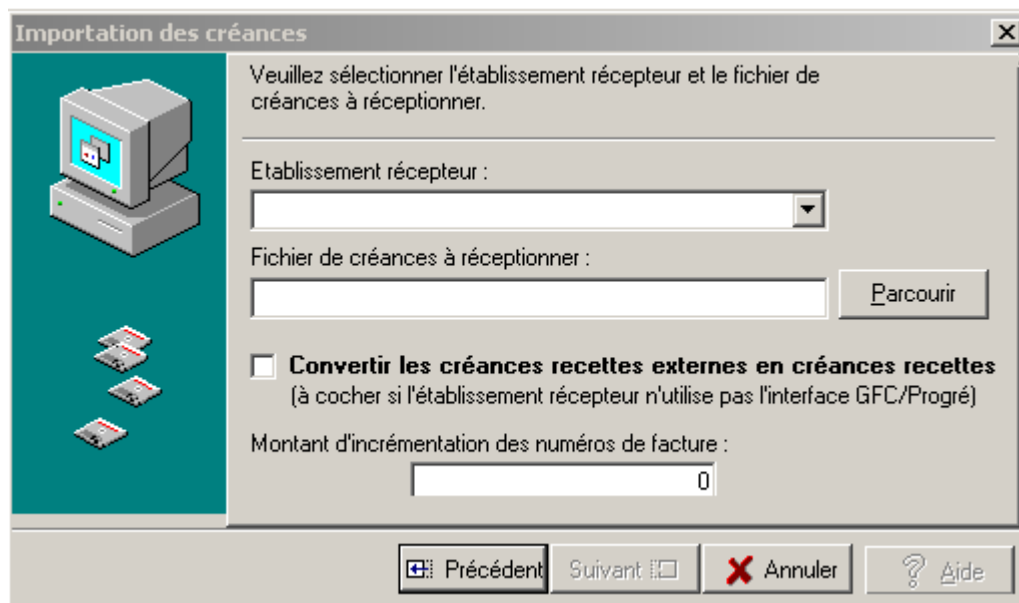 Importation des créances
Veuillez sélectionner l'établissement récepteur et le fichier de
créances à réceptionner.
Etablissement récepteur :
Fichier de créances à réceptionner :
Parcourir
Convertir les créances recettes externes en créances recettes
(à cocher si l'établissement récepteur n'utilise pas l'interface GFC/Progré)
Montant d'incrémentation des numéros de facture :
0
Précédent Suivant Annuler Aide